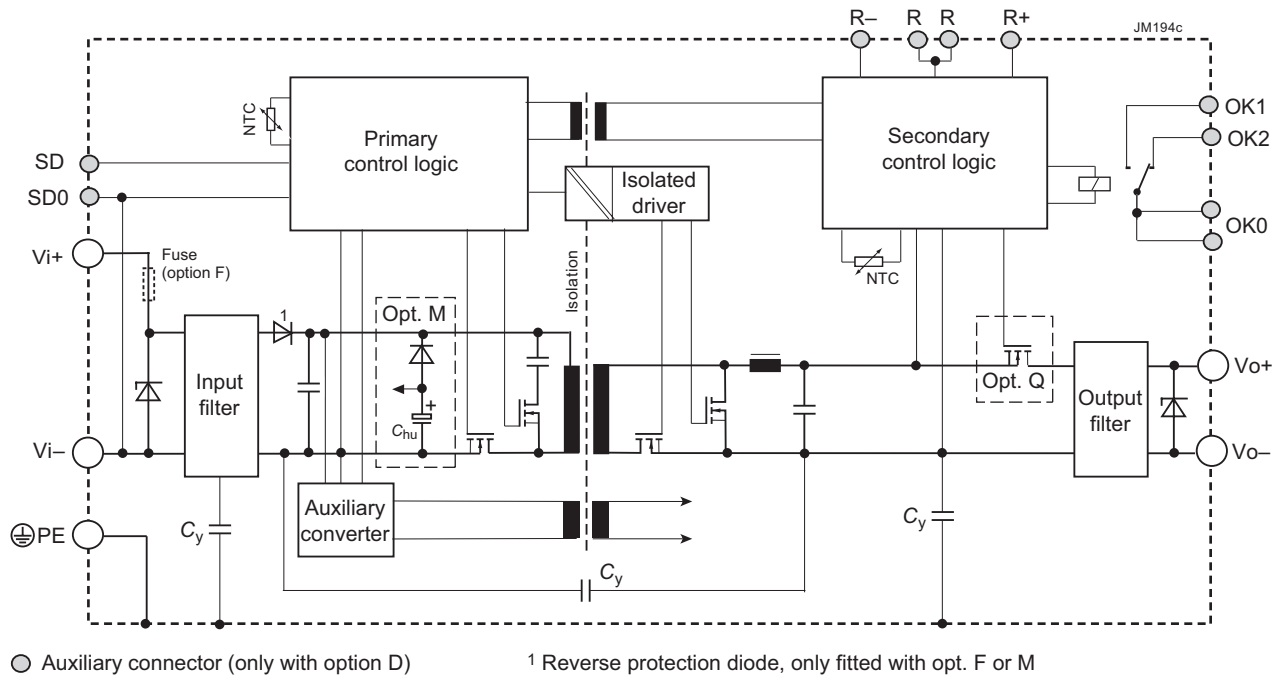 R– R R R+
JM194c
NTC
Primary
control logic
Secondary
control logic
OK1
OK2
OK0
SD
SD0
Isolated
driver
Vi+
Fuse
(option F)
NTC
Isolation
1
Opt. M
Input
filter
+
Chu
Opt. Q
Output
filter
Vo+
Vi–
Vo–
Auxiliary
converter
PE
Cy
Cy
Cy
Auxiliary connector (only with option D)
1 Reverse protection diode, only fitted with opt. F or M